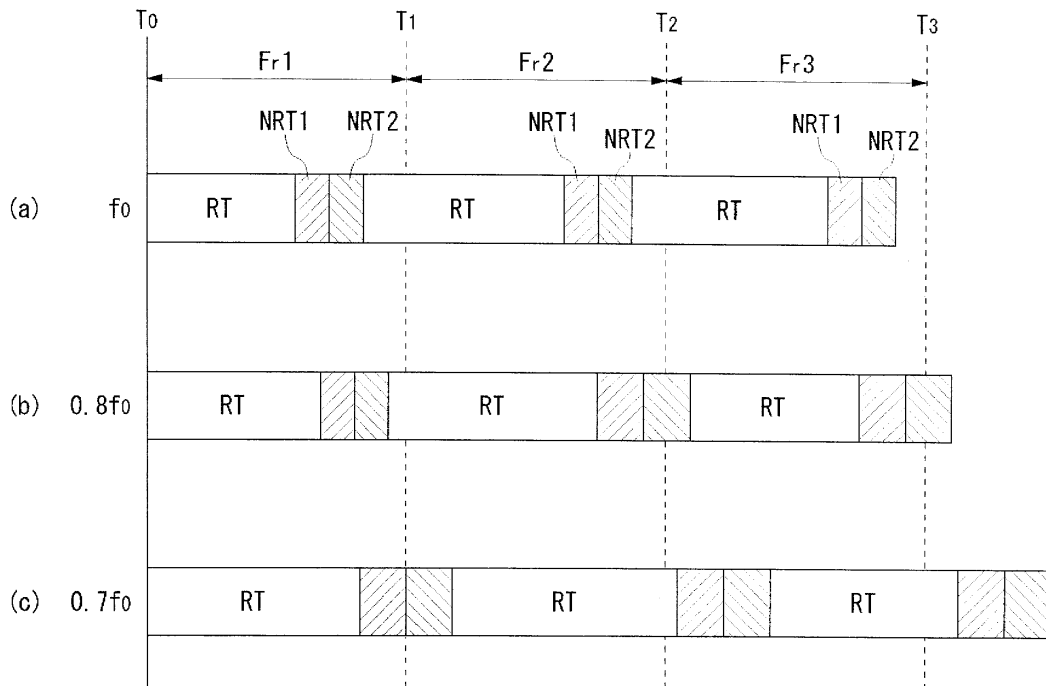 T0 T1 T2 T3
Fr1 Fr2 Fr3
NRT1 NRT2 NRT1 NRT2 NRT1 NRT2
(a) f0 RT RT RT
(b) 0.8f0 RT RT RT
(c) 0.7f0 RT RT RT